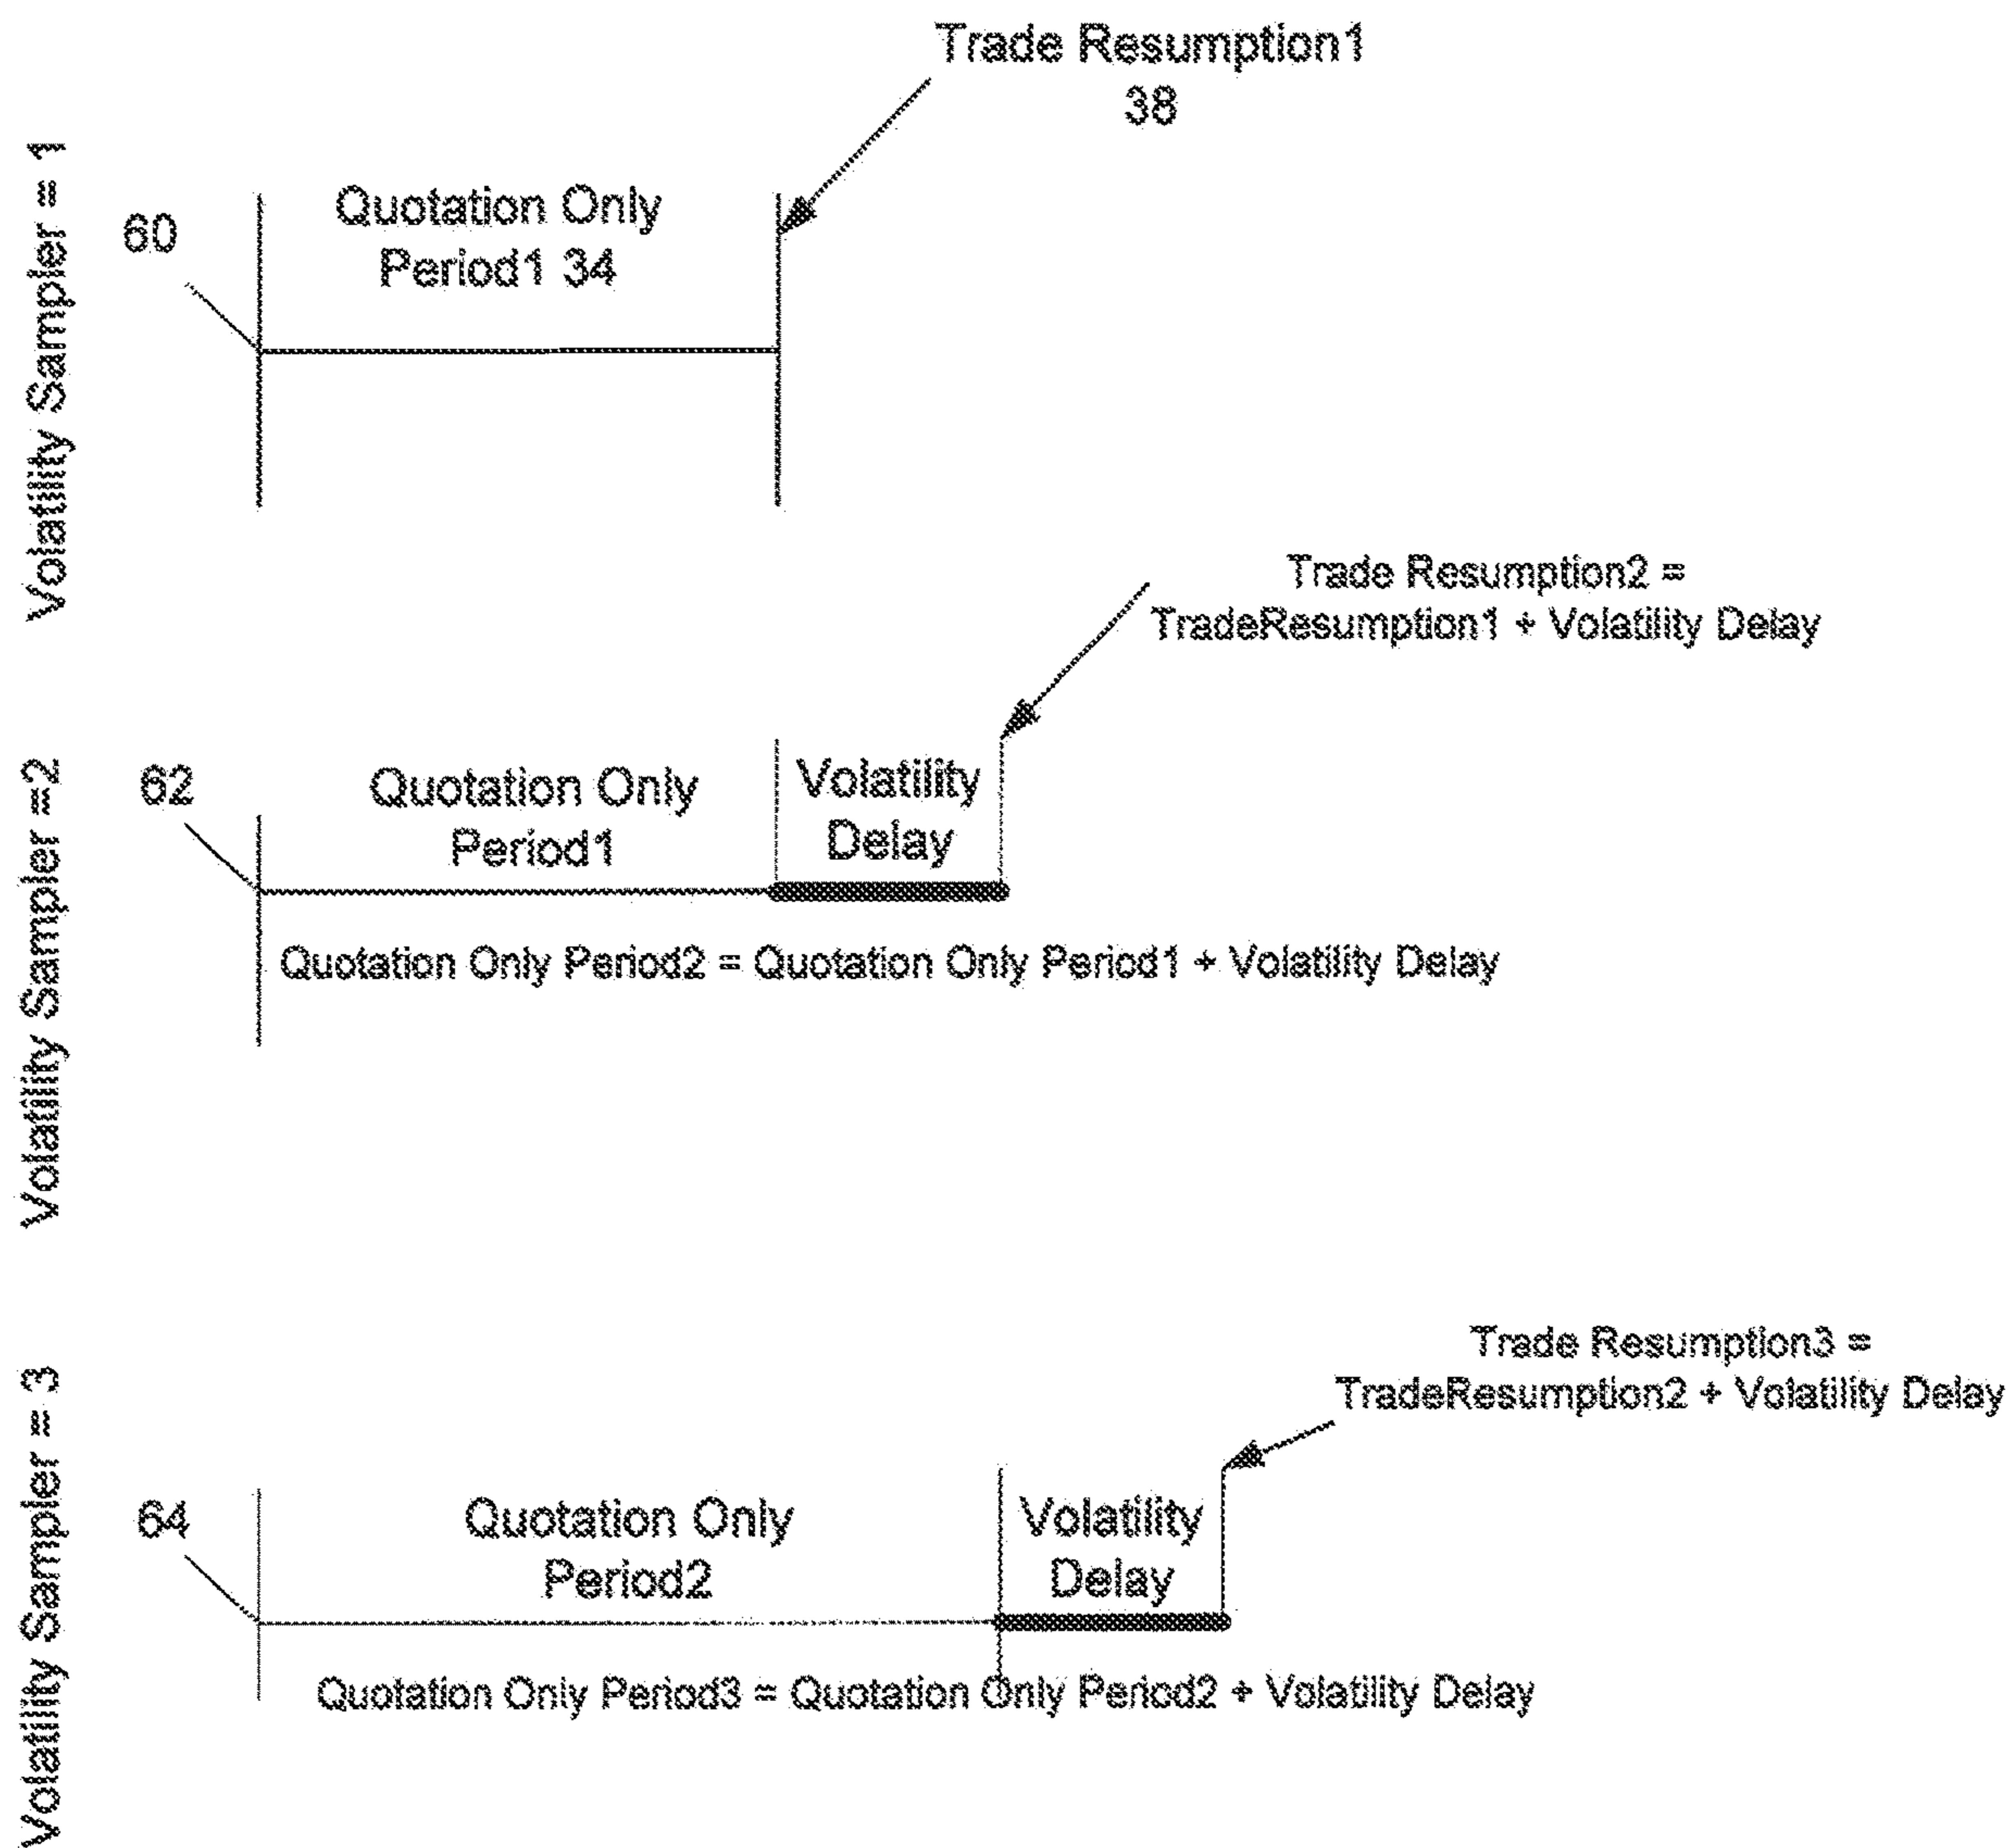 Trade Resumption1
38
Volatility Sampler = 1
60
Quotation Only
Period1 34
Trade Resumption2 =
TradeResumption1 + Volatility Delay
Volatility Sampler =2
62
Quotation Only
Period1
Volatility
Delay
Quotation Only Period2 = Quotation Only Period1 + Volatility Delay
Trade Resumption3 =
TradeResumption2 + Volatility Delay
Volatility Sampler = 3
64
Quotation Only
Period2
Volatility
Delay
Quotation Only Period3 = Quotation Only Period2 + Volatility Delay